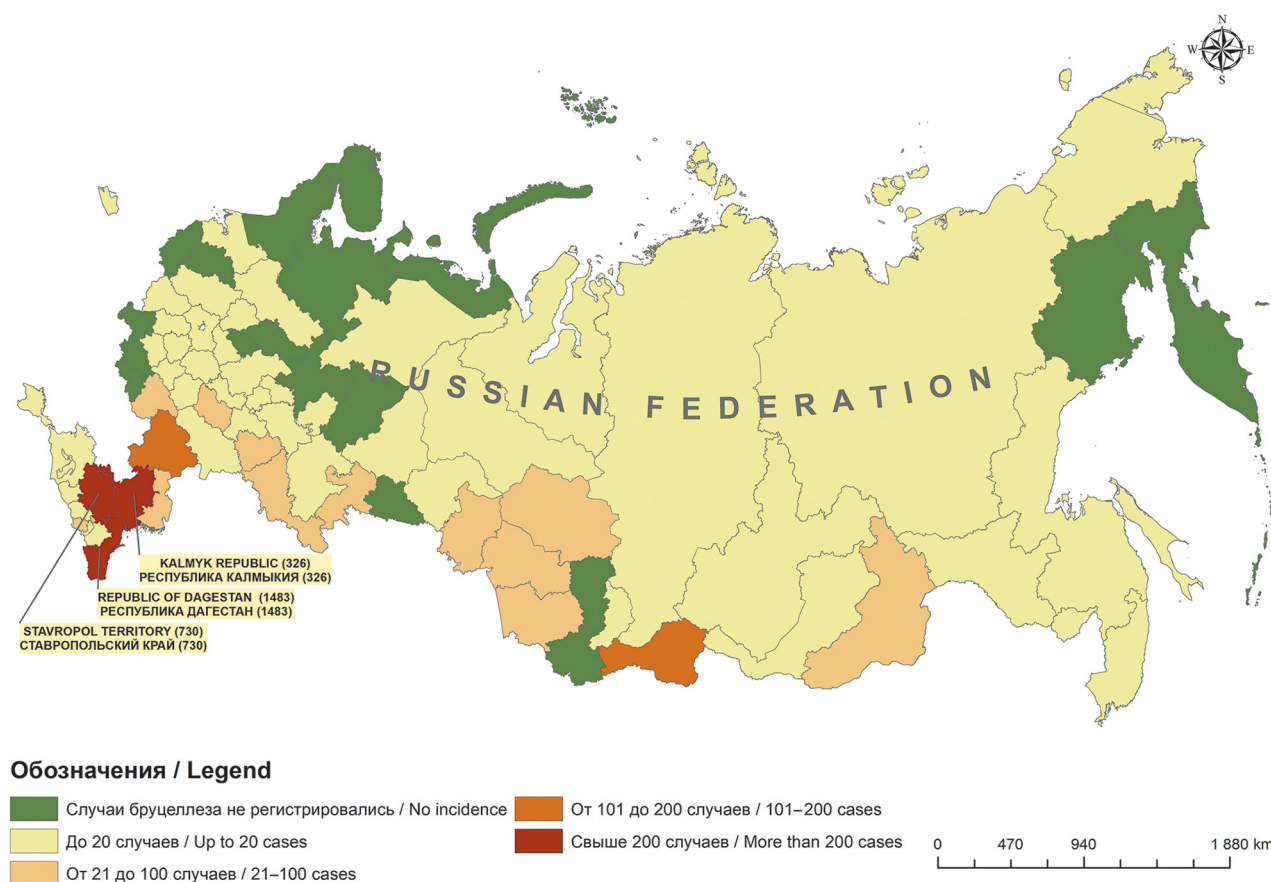 N
W E
S
RUSSIAN FEDERATION
KALMYK REPUBLIC (326)
РЕСПУБЛИКА КАЛМЫКИЯ (326)
REPUBLIC OF DAGESTAN (1483)
РЕСПУБЛИКА ДАГЕСТАН (1483)
STAVROPOL TERRITORY (730)
СТАВРОПОЛЬСКИЙ КРАЙ (730)
Обозначения / Legend
Случаи бруцеллеза не регистрировались / No incidence
До 20 случаев / Up to 20 cases
От 21 до 100 случаев / 21–100 cases
От 101 до 200 случаев / 101–200 cases
Свыше 200 случаев / More than 200 cases
0 470 940 1 880 km